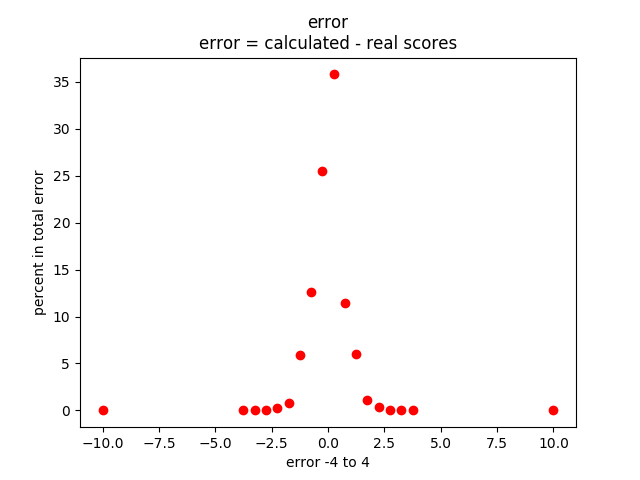 error
error = calculated - real scores
percent in total error
35
30
25
20
15
10
5
0
−10.0 −7.5 −5.0 −2.5 0.0 2.5 5.0 7.5 10.0
error -4 to 4